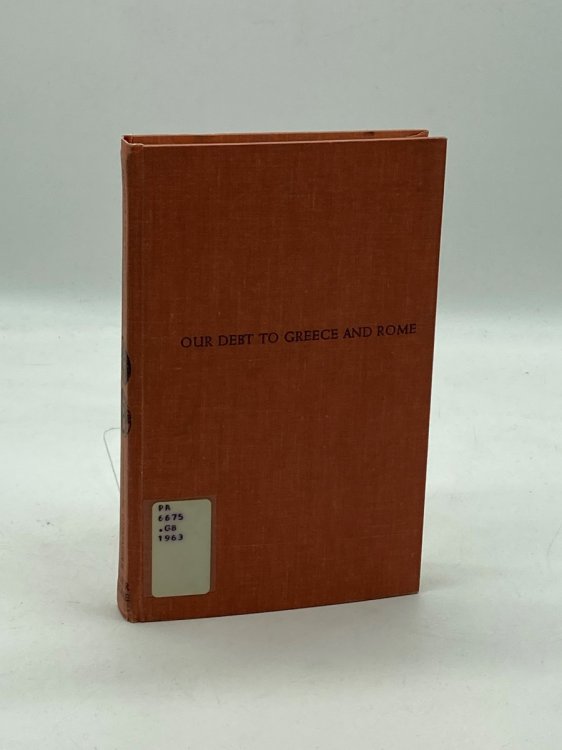 OUR DEBT TO GREECE AND ROME
PA
6675
.G8
1963